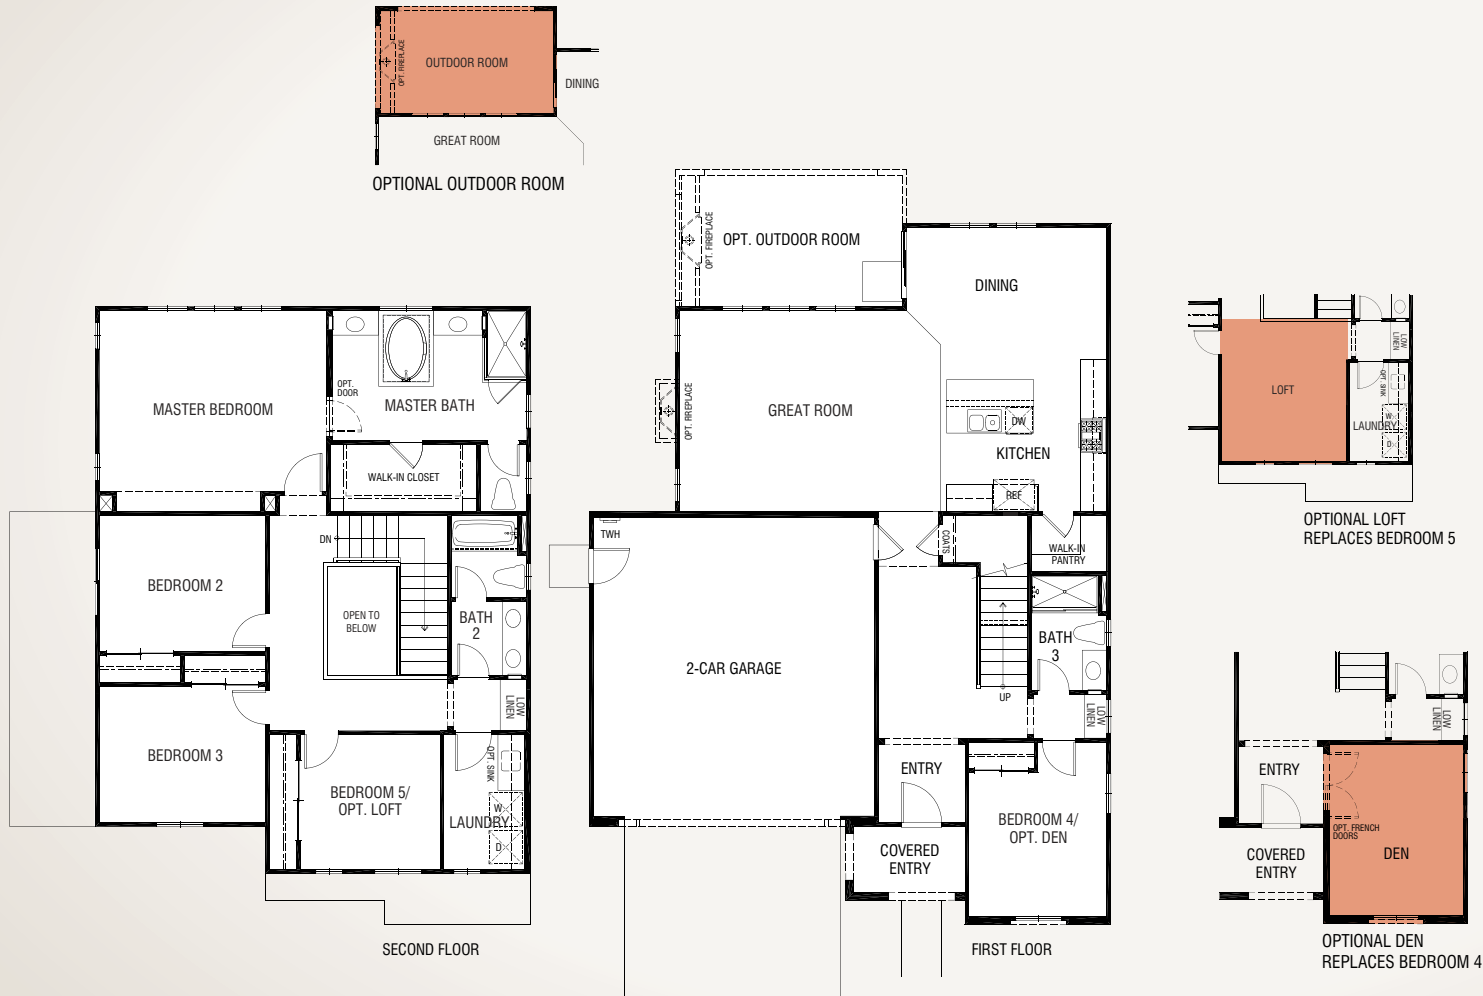 OPT. FIREPLACE
OUTDOOR ROOM
DINING
GREAT ROOM
OPTIONAL OUTDOOR ROOM
MASTER BEDROOM
OPT.
DOOR
MASTER BATH
WALK-IN CLOSET
BEDROOM 2
DN
OPEN TO
BELOW
BATH
2
LOW
LINEN
BEDROOM 3
BEDROOM 5/
OPT. LOFT
OPT. SINK
W
LAUNDRY
D
SECOND FLOOR
OPT. FIREPLACE
OPT. OUTDOOR ROOM
DINING
OPT. FIREPLACE
GREAT ROOM
DW
KITCHEN
REF
TWH
COATS
WALK-IN
PANTRY
2-CAR GARAGE
UP
BATH
3
LOW
LINEN
ENTRY
BEDROOM 4/
OPT. DEN
COVERED
ENTRY
FIRST FLOOR
LOFT
LOW
LINEN
OPT. SINK
W
LAUNDRY
D
OPTIONAL LOFT
REPLACES BEDROOM 5
LOW
LINEN
ENTRY
OPT. FRENCH
DOORS
DEN
COVERED
ENTRY
OPTIONAL DEN
REPLACES BEDROOM 4